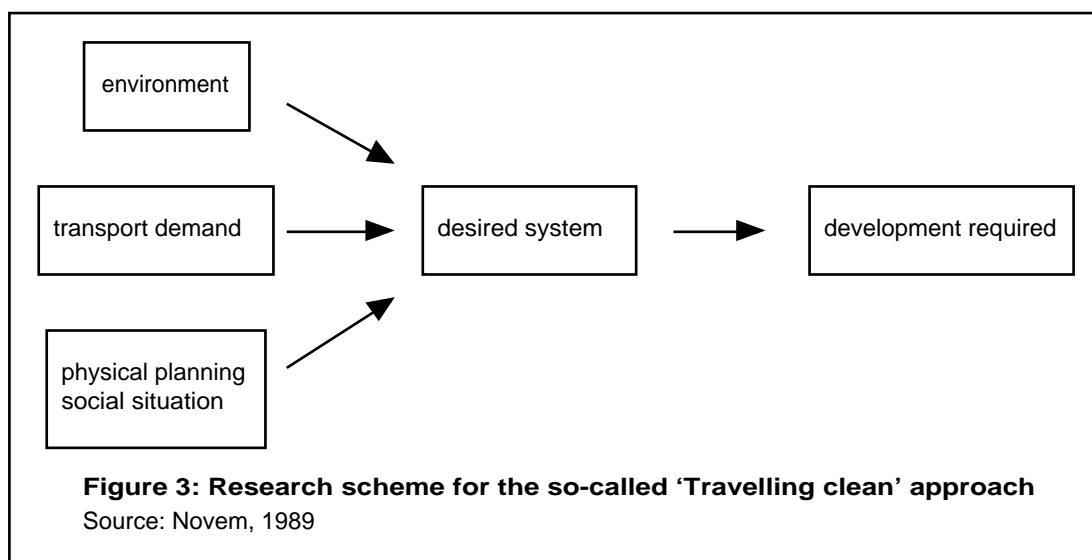 environment
transport demand
desired system
development required
physical planning
social situation
Figure 3: Research scheme for the so-called ‘Travelling clean’ approach
Source: Novem, 1989